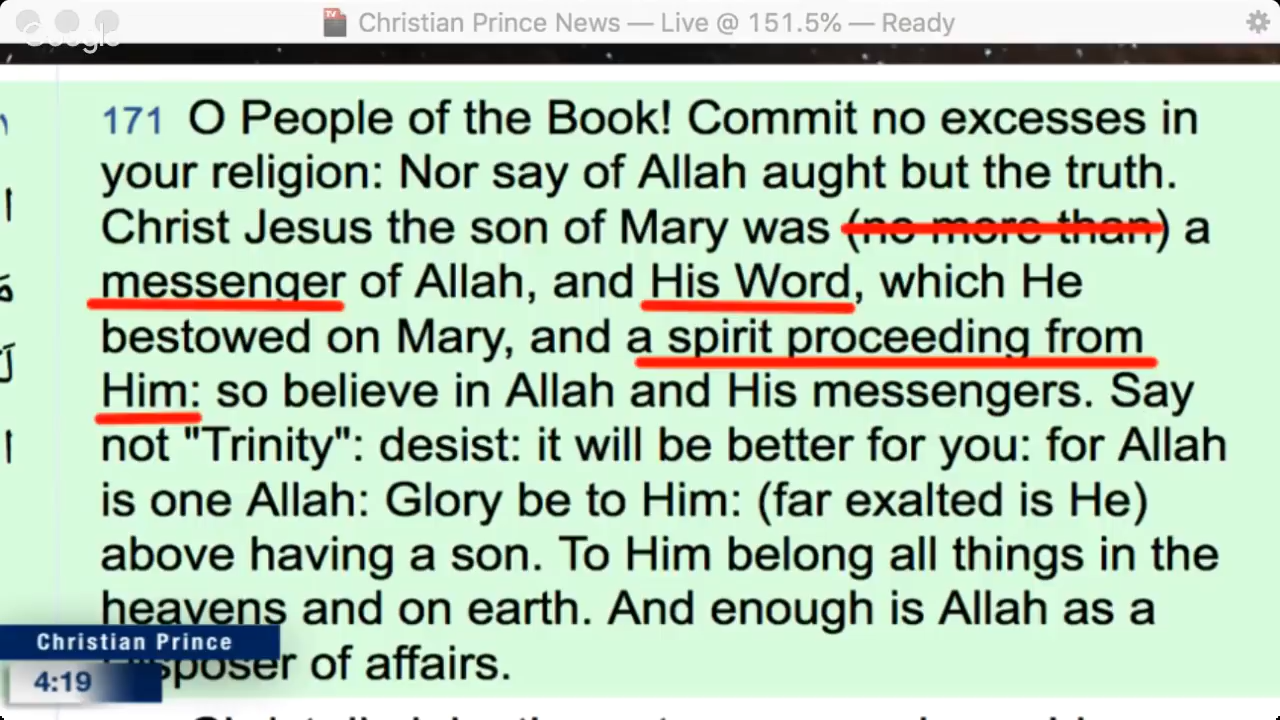 Christian Prince News — Live @ 151.5% — Ready
Google
171 O People of the Book! Commit no excesses in
your religion: Nor say of Allah aught but the truth.
Christ Jesus the son of Mary was (no more than) a
messenger of Allah, and His Word, which He
bestowed on Mary, and a spirit proceeding from
Him: so believe in Allah and His messengers. Say
not "Trinity": desist: it will be better for you: for Allah
is one Allah: Glory be to Him: (far exalted is He)
above having a son. To Him belong all things in the
heavens and on earth. And enough is Allah as a
Disposer of affairs.
Christian Prince
4:19